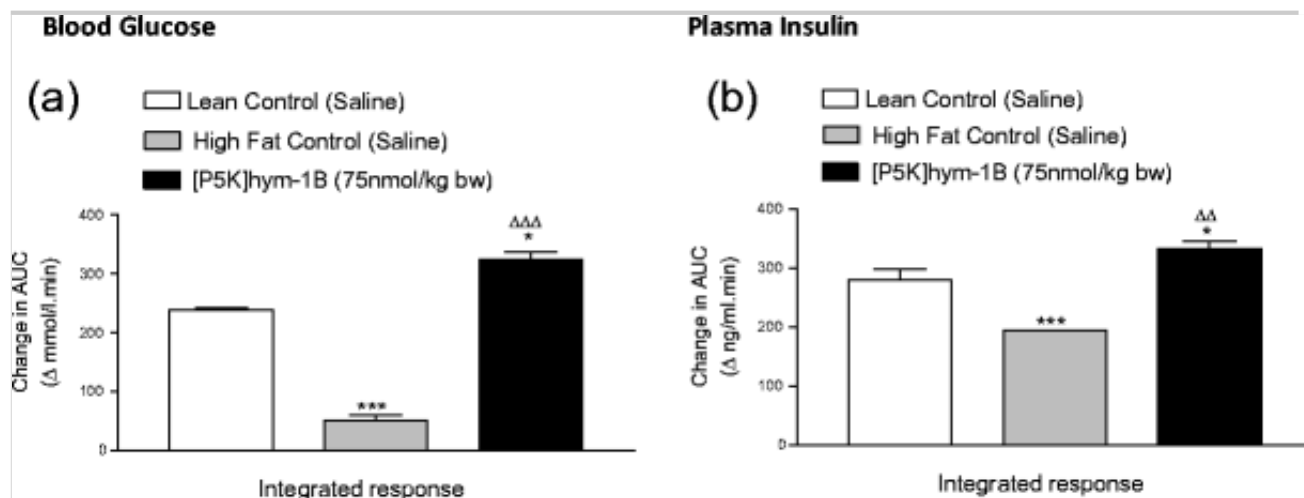 Blood Glucose
(a)
Lean Control (Saline)
High Fat Control (Saline)
[P5K]hym-1B (75nmol/kg bw)
Change in AUC
(Δ mmol/l.min)
400
300
200
100
0
***
ΔΔΔ
*
Integrated response
Plasma Insulin
(b)
Lean Control (Saline)
High Fat Control (Saline)
[P5K]hym-1B (75nmol/kg bw)
Change in AUC
(Δ ng/ml.min)
400
300
200
100
0
***
ΔΔ
*
Integrated response